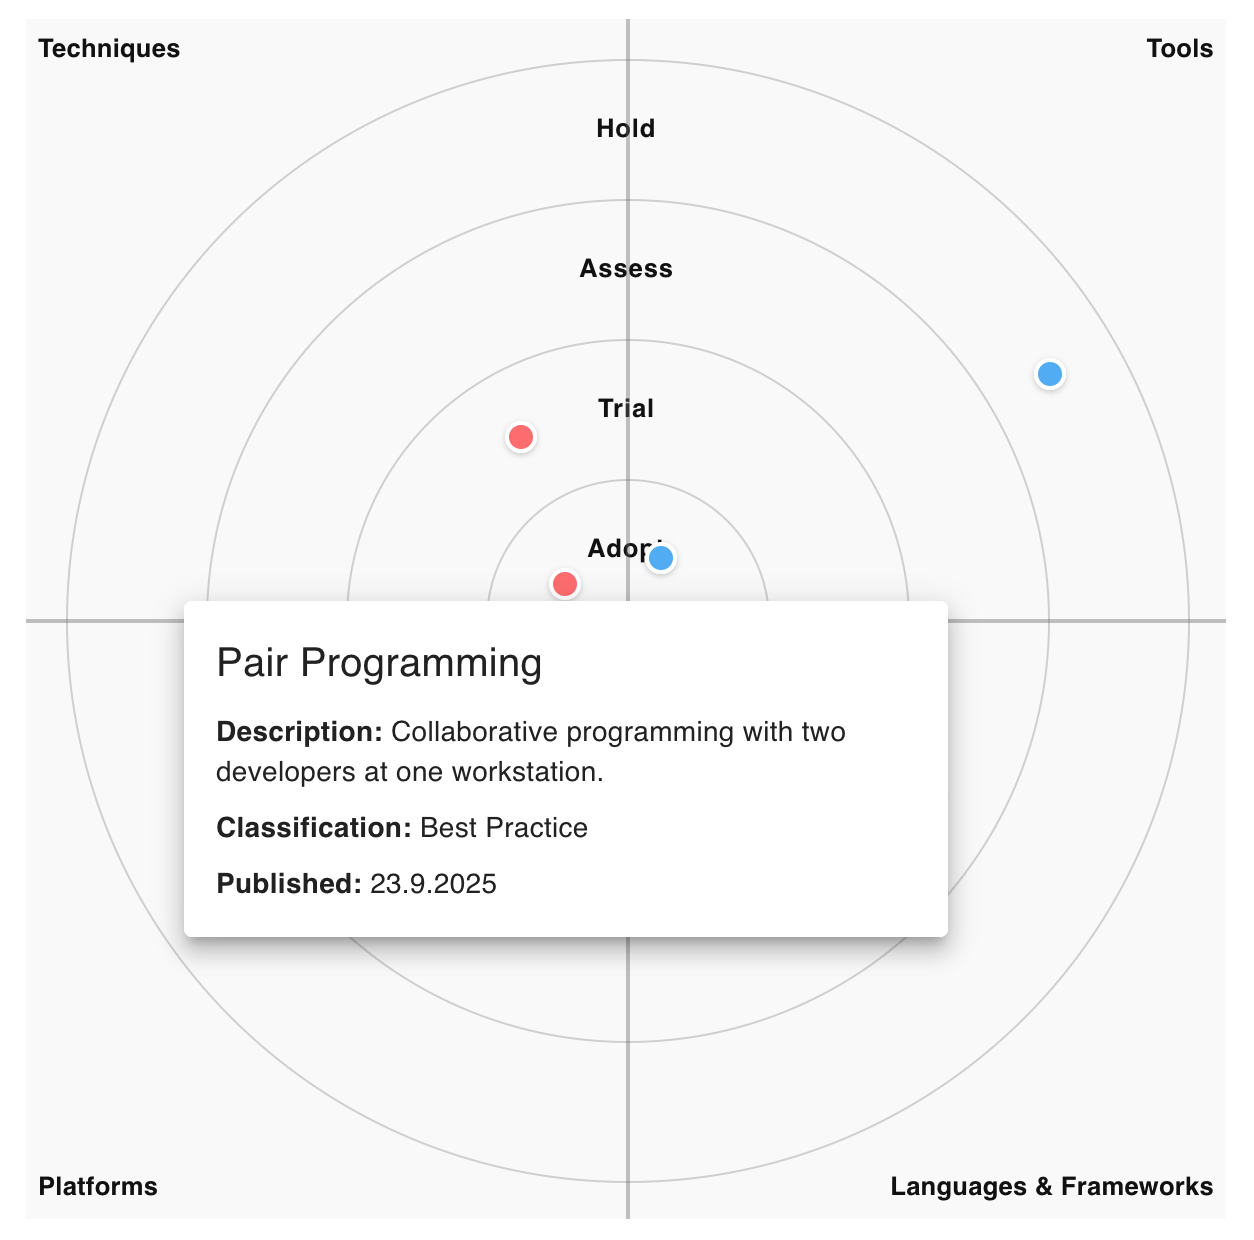 Techniques
Tools
Hold
Assess
Trial
Adopt
Pair Programming
Description: Collaborative programming with two
developers at one workstation.
Classification: Best Practice
Published: 23.9.2025
Platforms
Languages & Frameworks